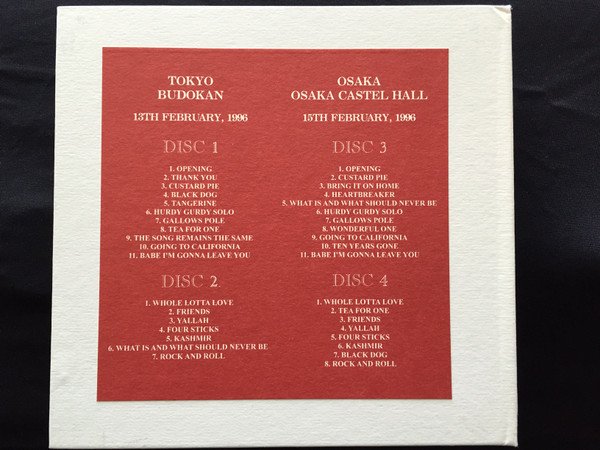 TOKYO
BUDOKAN
13TH FEBRUARY, 1996
DISC 1
1. OPENING
2. THANK YOU
3. CUSTARD PIE
4. BLACK DOG
5. TANGERINE
6. HURDY GURDY SOLO
7. GALLOWS POLE
8. TEA FOR ONE
9. THE SONG REMAINS THE SAME
10. GOING TO CALIFORNIA
11. BABE I'M GONNA LEAVE YOU
DISC 2
1. WHOLE LOTTA LOVE
2. FRIENDS
3. YALLAH
4. FOUR STICKS
5. KASHMIR
6. WHAT IS AND WHAT SHOULD NEVER BE
7. ROCK AND ROLL
OSAKA
OSAKA CASTEL HALL
15TH FEBRUARY, 1996
DISC 3
1. OPENING
2. CUSTARD PIE
3. BRING IT ON HOME
4. HEARTBREAKER
5. WHAT IS AND WHAT SHOULD NEVER BE
6. HURDY GURDY SOLO
7. GALLOWS POLE
8. WONDERFUL ONE
9. GOING TO CALIFORNIA
10. TEN YEARS GONE
11. BABE I'M GONNA LEAVE YOU
DISC 4
1. WHOLE LOTTA LOVE
2. TEA FOR ONE
3. FRIENDS
4. YALLAH
5. FOUR STICKS
6. KASHMIR
7. BLACK DOG
8. ROCK AND ROLL